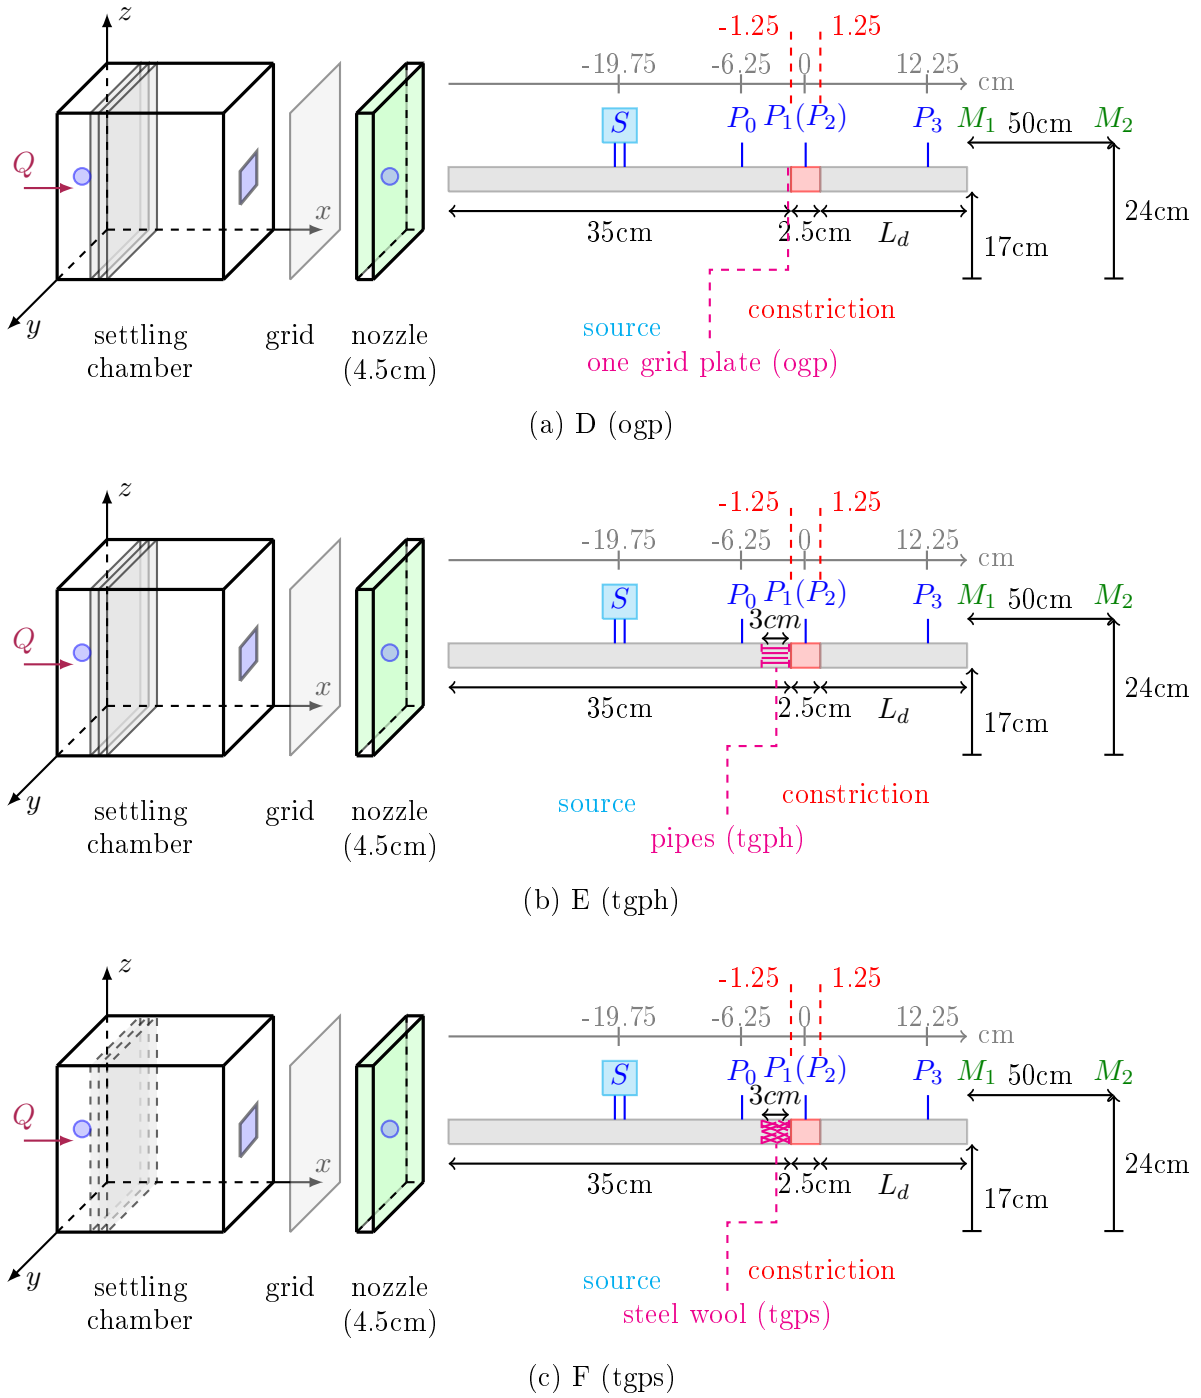 z
-1.25 1.25
-19.75 -6.25 0 12.25 cm
S P0 P1(P2) P3 M1 50cm M2
Q
x
35cm 2.5cm Ld
17cm
24cm
y
settling chamber
grid
nozzle (4.5cm)
source
constriction
one grid plate (ogp)
(a) D (ogp)
z
-1.25 1.25
-19.75 -6.25 0 12.25 cm
S P0 P1(P2) P3 M1 50cm M2
3cm
Q
x
35cm 2.5cm Ld
17cm
24cm
y
settling chamber
grid
nozzle (4.5cm)
source
constriction
pipes (tgph)
(b) E (tgph)
z
-1.25 1.25
-19.75 -6.25 0 12.25 cm
S P0 P1(P2) P3 M1 50cm M2
3cm
Q
x
35cm 2.5cm Ld
17cm
24cm
y
settling chamber
grid
nozzle (4.5cm)
source
constriction
steel wool (tgps)
(c) F (tgps)